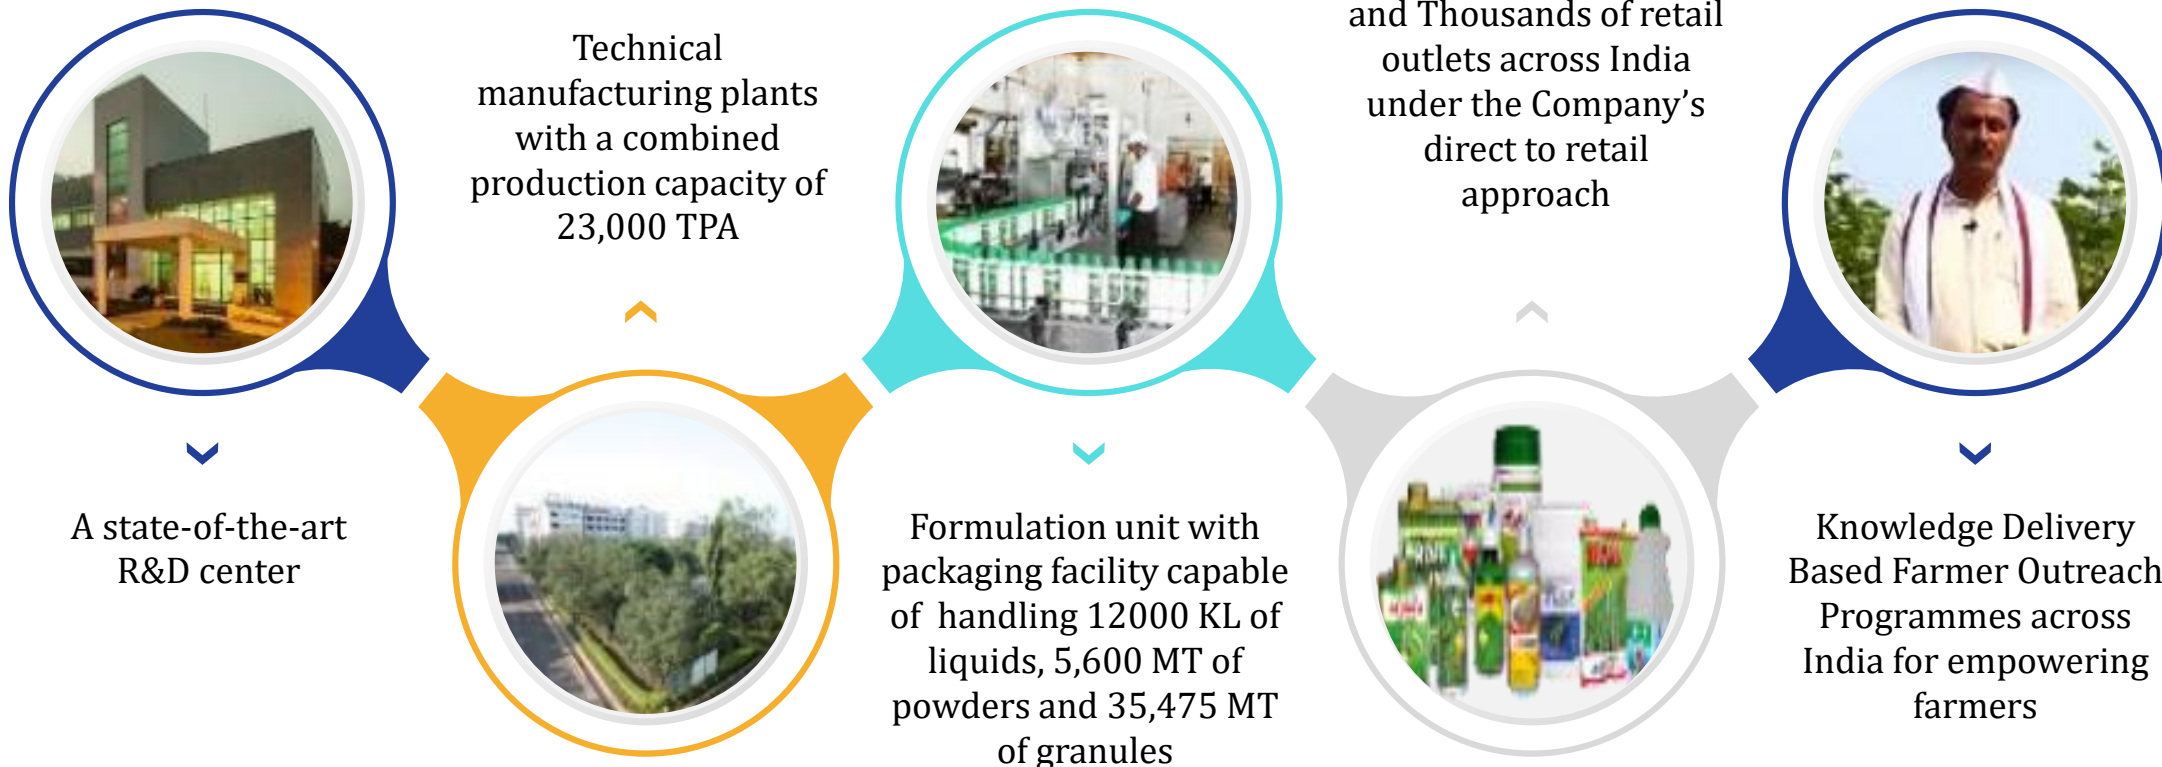 A state-of-the-art
R&D center
Technical
manufacturing plants
with a combined
production capacity of
23,000 TPA
Formulation unit with
packaging facility capable
of handling 12000 KL of
liquids, 5,600 MT of
powders and 35,475 MT
of granules
and Thousands of retail
outlets across India
under the Company’s
direct to retail
approach
Knowledge Delivery
Based Farmer Outreach
Programmes across
India for empowering
farmers